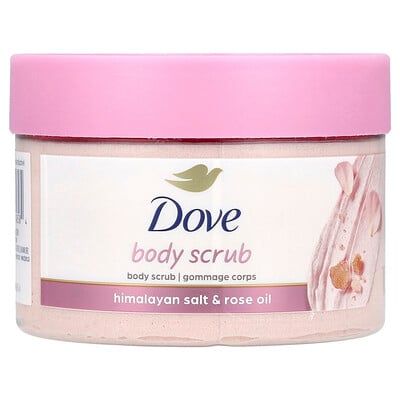 Dove
body scrub
body scrub | gommage corps
himalayan salt & rose oil